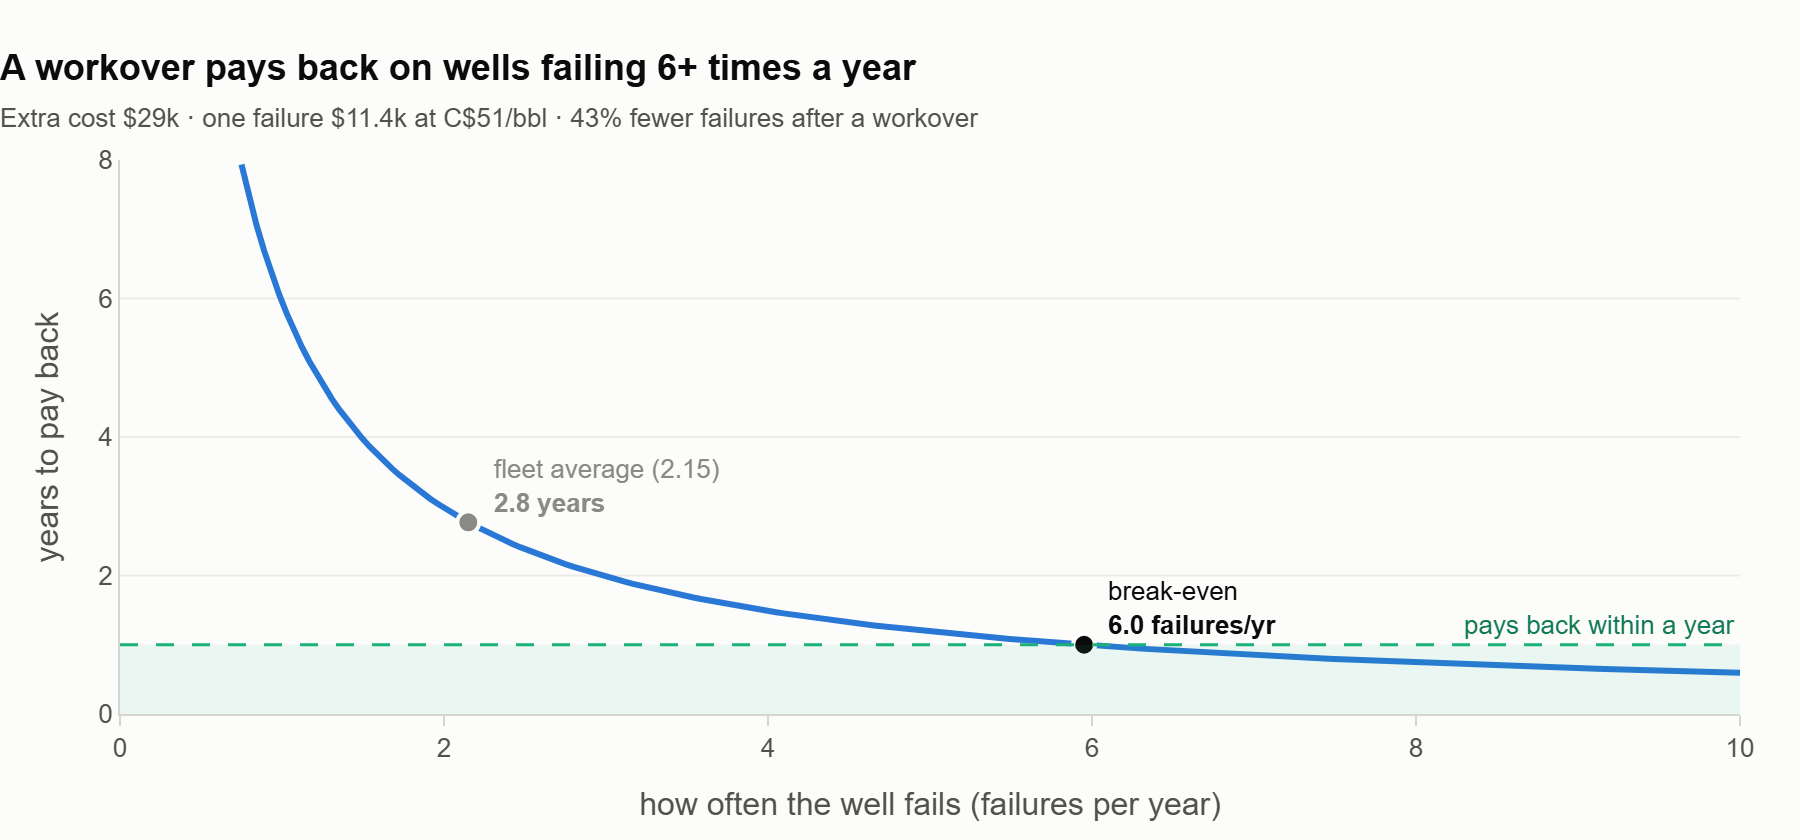 A workover pays back on wells failing 6+ times a year
Extra cost $29k · one failure $11.4k at C$51/bbl · 43% fewer failures after a workover
8
6
4
2
0
years to pay back
fleet average (2.15)
2.8 years
break-even
6.0 failures/yr
pays back within a year
0
2
4
6
8
10
how often the well fails (failures per year)